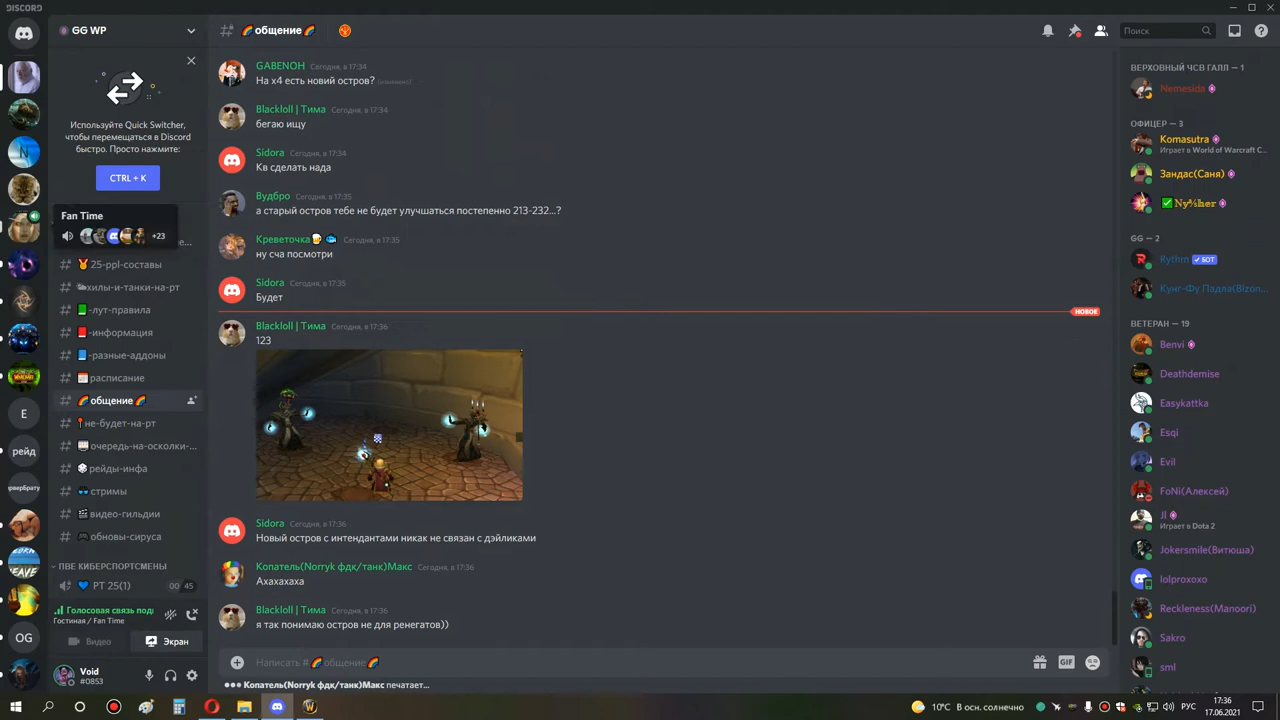 DISCORD
GG WP
Используйте Quick Switcher,
чтобы перемещаться в Discord
быстро. Просто нажмите:
CTRL + K
Fan Time
+23
25-ppl-составы
хилы-и-танки-на-рт
-лут-правила
-информация
-разные-аддоны
расписание
общение
не-будет-на-рт
очередь-на-осколки-...
рейды-инфа
стримы
видео-гильдии
обновы-сируса
ПВЕ КИБЕРСПОРТСМЕНЫ
РТ 25(1)
00 45
Голосовая связь под
Гостиная / Fan Time
Видео
Экран
Void
#0853
E
рейд
OG
общение
Поиск
GABENOH Сегодня, в 17:34
На х4 есть новий остров?
Blackloll | Тима Сегодня, в 17:34
бегаю ищу
Sidora Сегодня, в 17:34
Кв сделать нада
Вудбро Сегодня, в 17:35
а старый остров тебе не будет улучшаться постепенно 213-232...?
Креветочка Сегодня, в 17:35
ну сча посмотри
Sidora Сегодня, в 17:35
Будет
НОВОЕ
Blackloll | Тима Сегодня, в 17:36
123
Sidora Сегодня, в 17:36
Новый остров с интендантами никак не связан с дэйликами
Копатель(Norryk фдк/танк)Макс Сегодня, в 17:36
Ахахахаха
Blackloll | Тима Сегодня, в 17:36
я так понимаю остров не для ренегатов))
Написать # общение
GIF
Копатель(Norryk фдк/танк)Макс печатает...
ВЕРХОВНЫЙ ЧСВ ГАЛЛ — 1
Nemesida
ОФИЦЕР — 3
Komasutra
Играет в World of Warcraft C...
Зандас(Саня)
GG — 2
Rythm БОТ
Кунг-Фу Падла(Bizon...
ВЕТЕРАН — 19
Benvi
Deathdemise
Easykattka
Esqi
Evil
FoNi(Алексей)
Играет в Dota 2
Jokersmile(Витюша)
lolproxoxo
Reckleness(Manoori)
Sakro
sml
10°C В осн. солнечно
РУС
17:36
17.06.2021